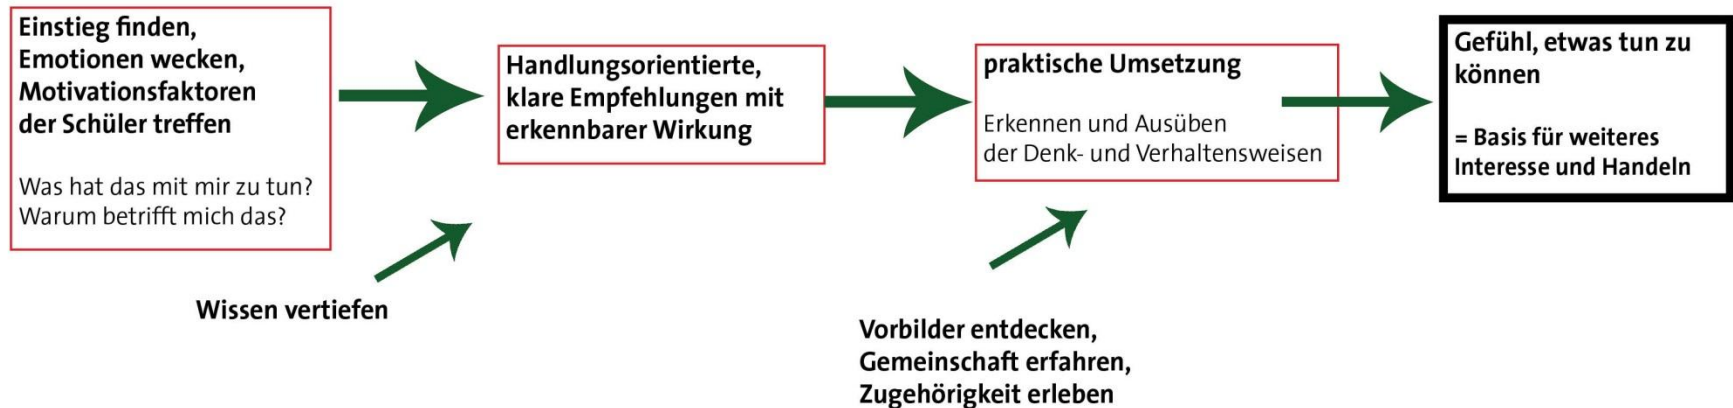 Einstieg finden,
Emotionen wecken,
Motivationsfaktoren
der Schüler treffen
Was hat das mit mir zu tun?
Warum betrifft mich das?
Handlungsorientierte,
klare Empfehlungen mit
erkennbarer Wirkung
praktische Umsetzung
Erkennen und Ausüben
der Denk- und Verhaltensweisen
Gefühl, etwas tun zu
können
= Basis für weiteres
Interesse und Handeln
Wissen vertiefen
Vorbilder entdecken,
Gemeinschaft erfahren,
Zugehörigkeit erleben